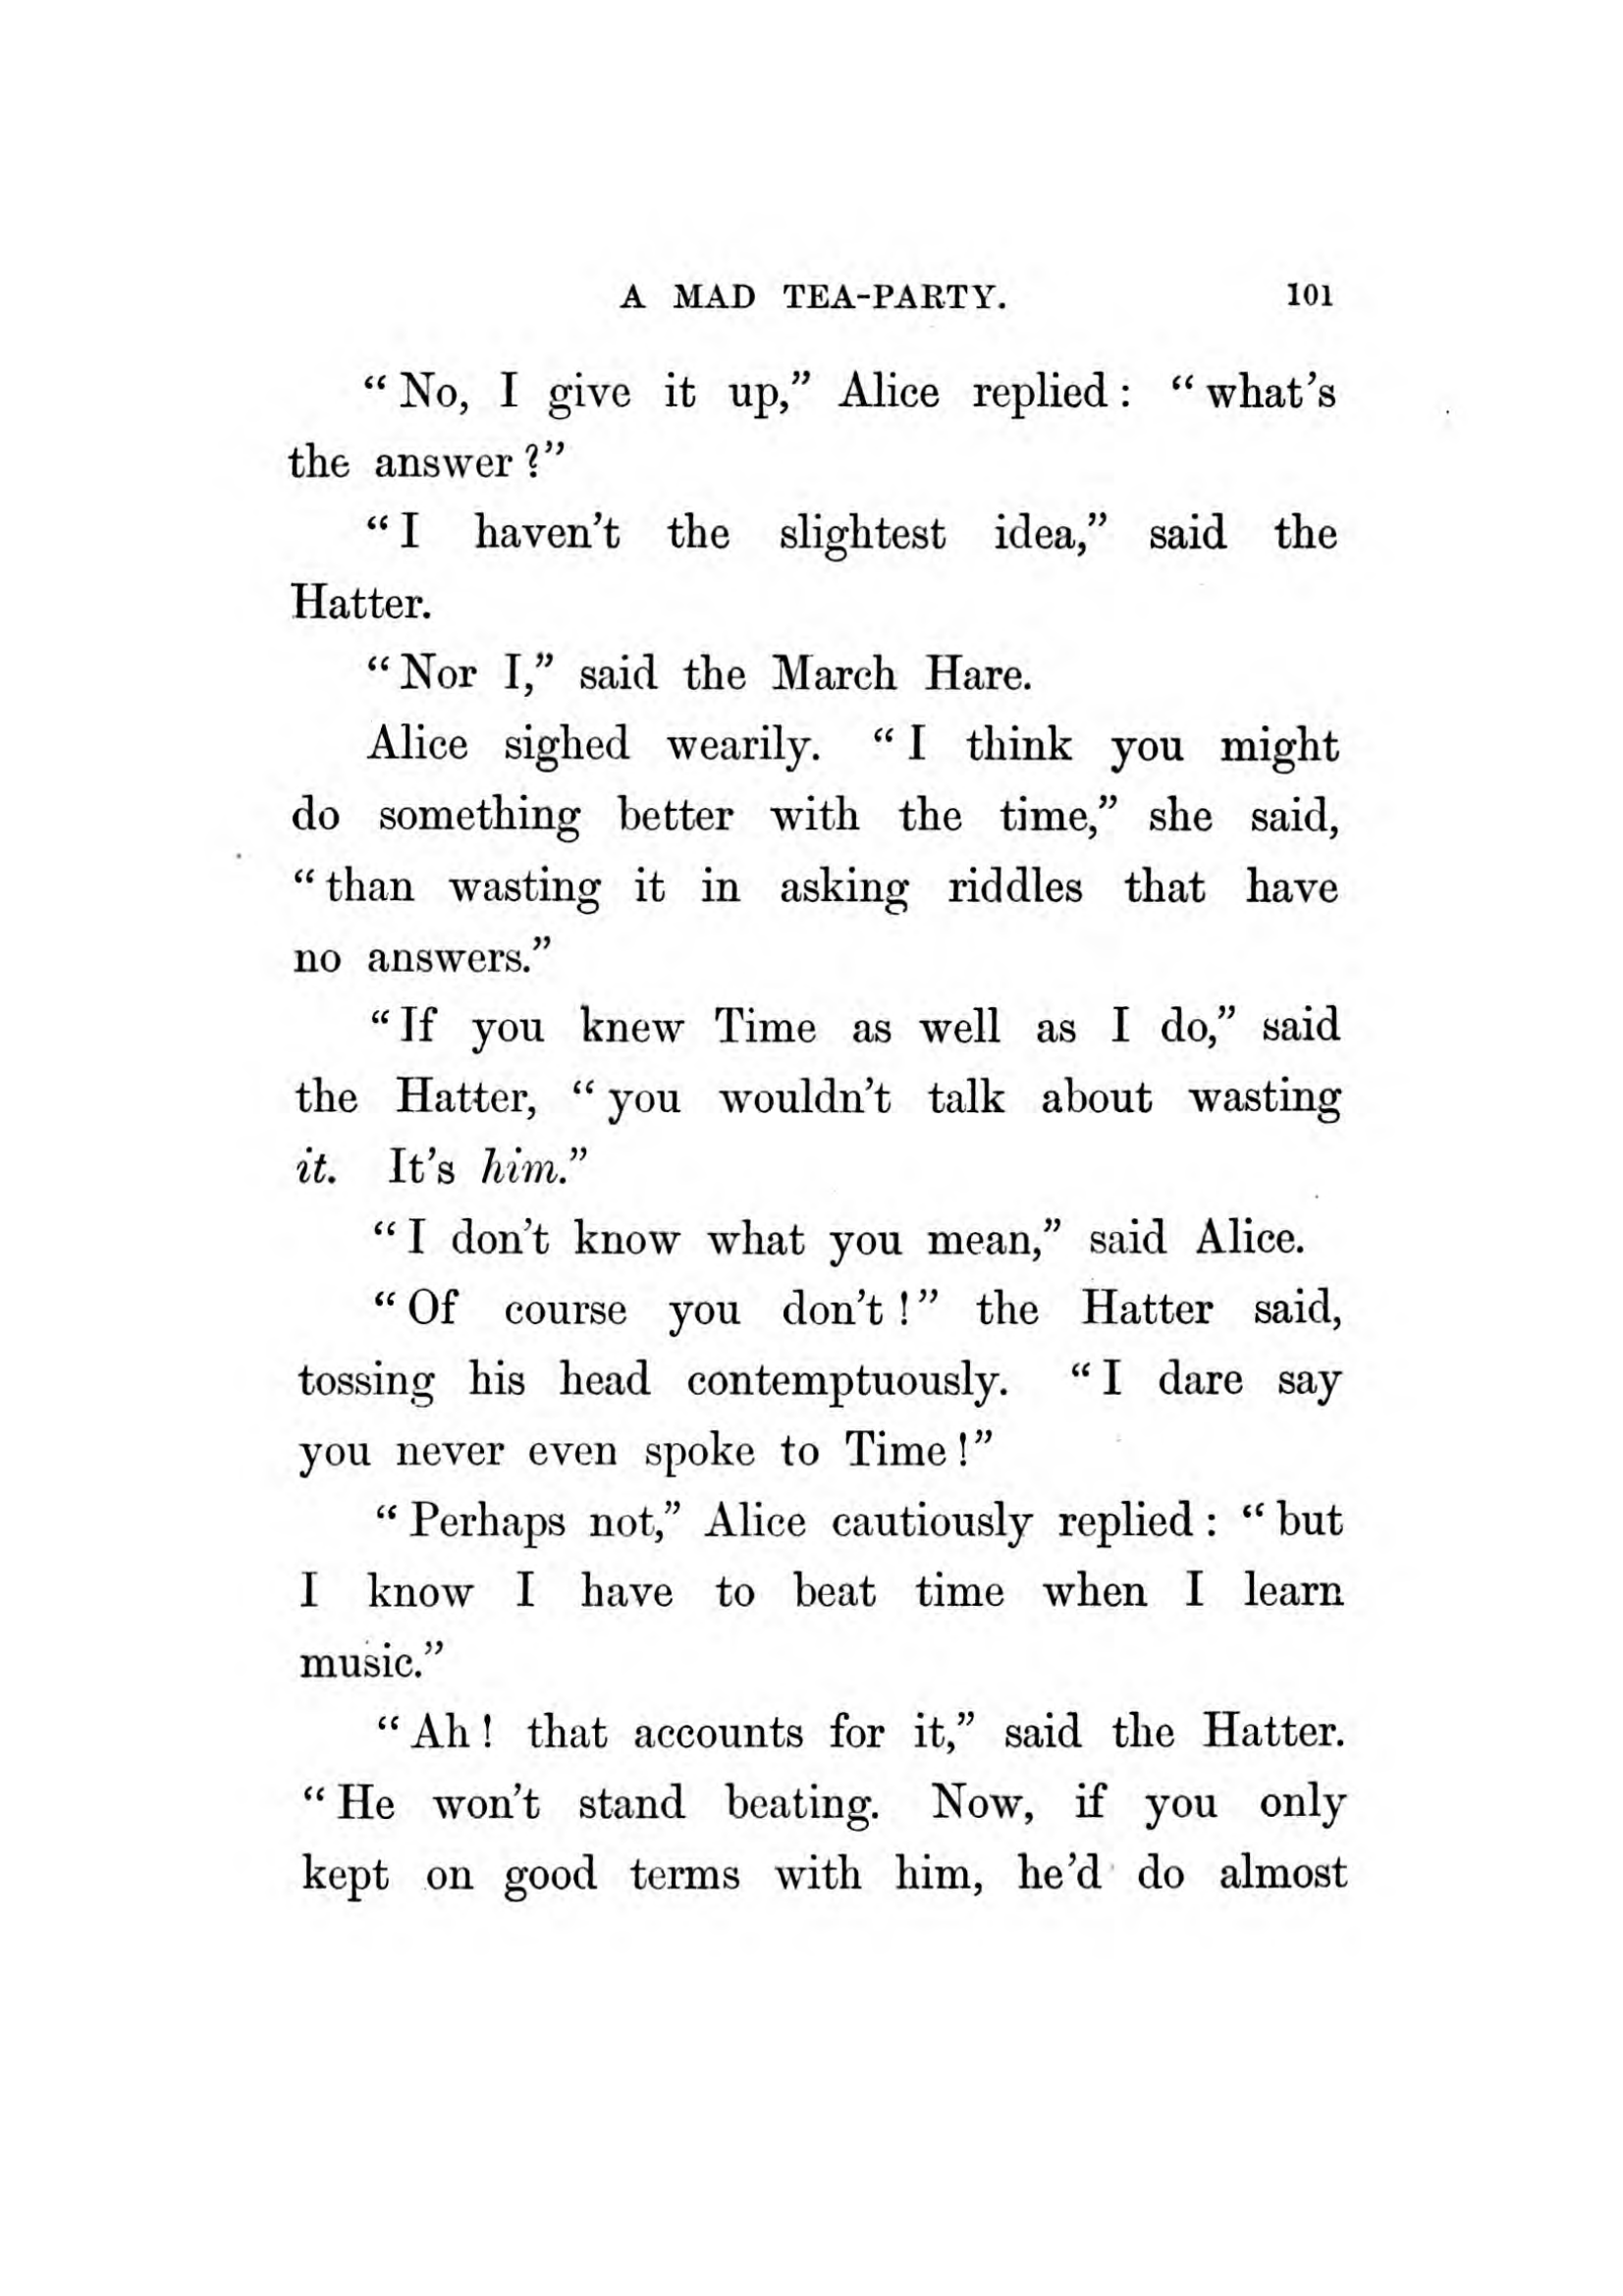 A MAD TEA-PARTY. 101
“No, I give it up,” Alice replied: “what’s
the answer?”
“I haven’t the slightest idea,” said the
Hatter.
“Nor I,” said the March Hare.
Alice sighed wearily. “I think you might
do something better with the time,” she said,
“than wasting it in asking riddles that have
no answers.”
“If you knew Time as well as I do,” said
the Hatter, “you wouldn’t talk about wasting
it. It’s him.”
“I don’t know what you mean,” said Alice.
“Of course you don’t!” the Hatter said,
tossing his head contemptuously. “I dare say
you never even spoke to Time!”
“Perhaps not,” Alice cautiously replied: “but
I know I have to beat time when I learn
music.”
“Ah! that accounts for it,” said the Hatter.
“He won’t stand beating. Now, if you only
kept on good terms with him, he’d do almost